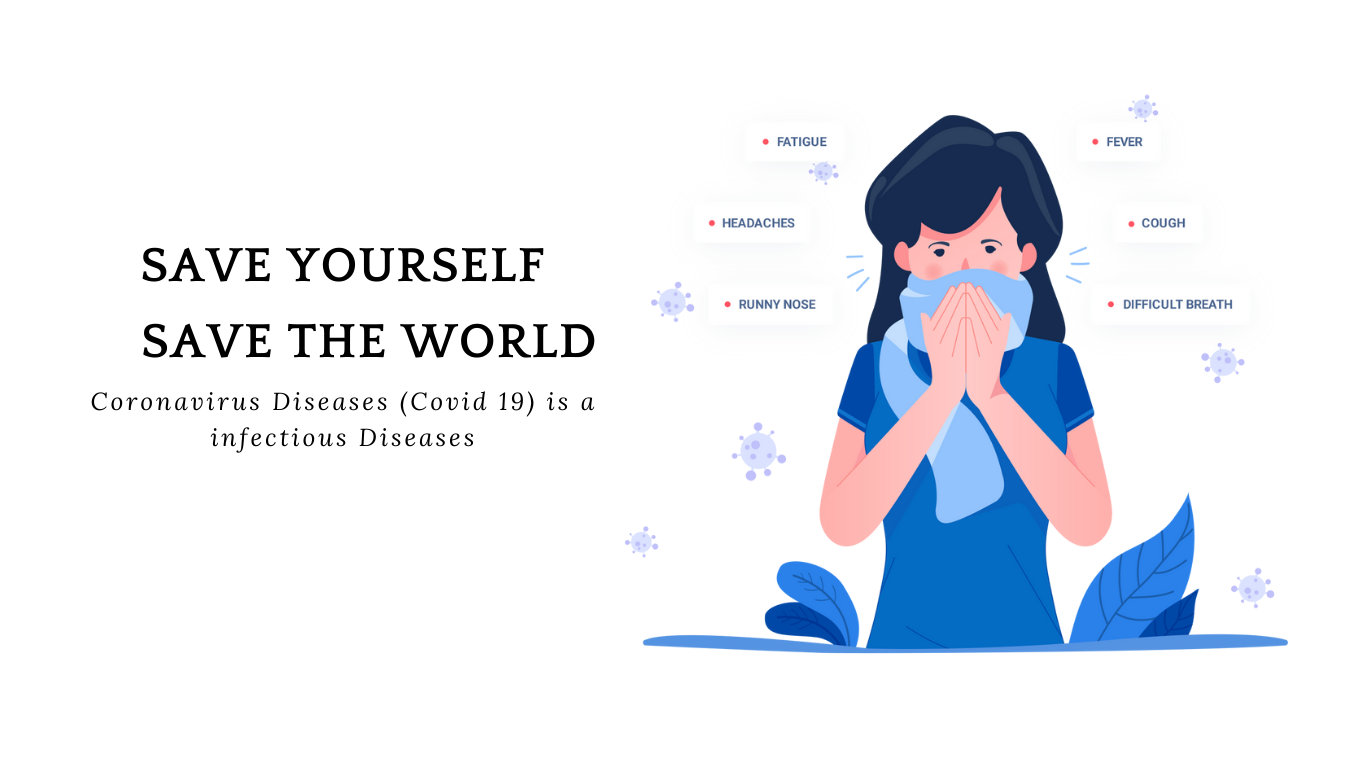 SAVE YOURSELF
SAVE THE WORLD
Coronavirus Diseases (Covid 19) is a
infectious Diseases
FATIGUE
HEADACHES
RUNNY NOSE
FEVER
COUGH
DIFFICULT BREATH